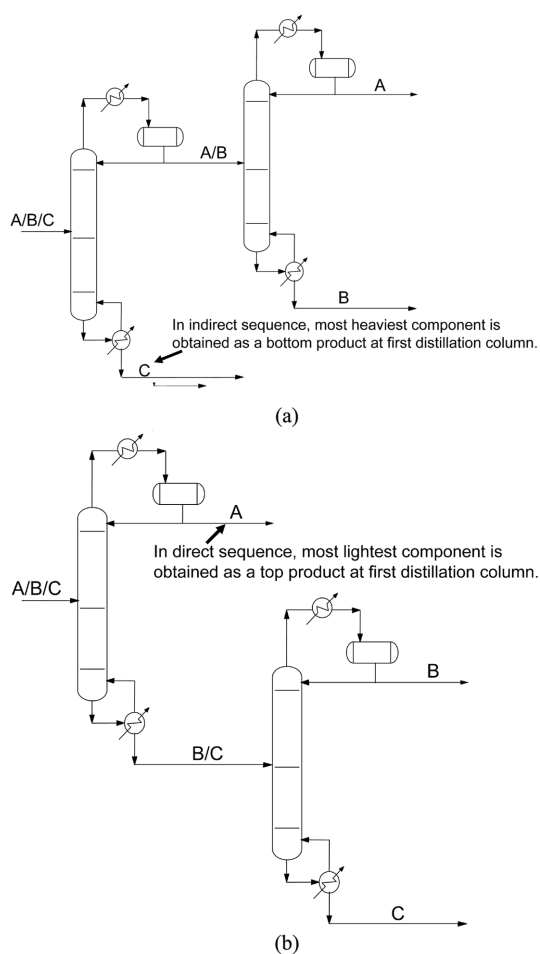 A
A/B
A/B/C
B
In indirect sequence, most heaviest component is
obtained as a bottom product at first distillation column.
C
(a)
A
In direct sequence, most lightest component is
obtained as a top product at first distillation column.
A/B/C
B
B/C
C
(b)